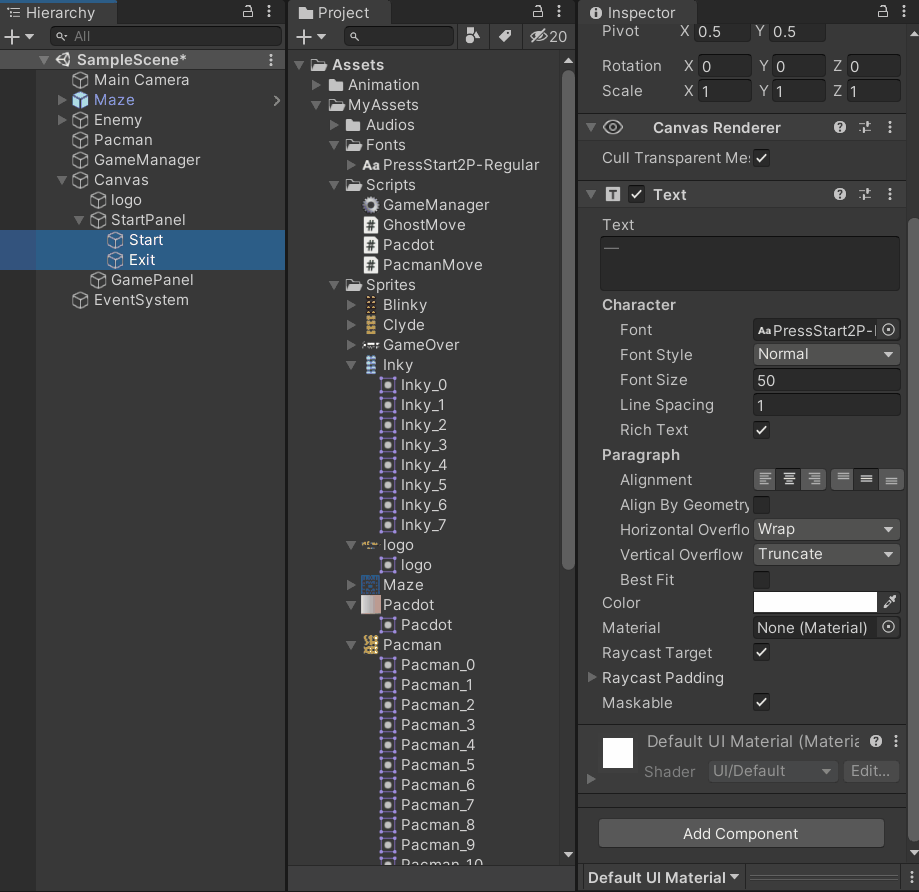 Hierarchy
All
SampleScene*
Main Camera
Maze
Enemy
Pacman
GameManager
Canvas
logo
StartPanel
Start
Exit
GamePanel
EventSystem
Project
20
Assets
Animation
MyAssets
Audios
Fonts
Aa PressStart2P-Regular
Scripts
GameManager
# GhostMove
# Pacdot
# PacmanMove
Sprites
Blinky
Clyde
GameOver
Inky
Inky_0
Inky_1
Inky_2
Inky_3
Inky_4
Inky_5
Inky_6
Inky_7
logo
logo
Maze
Pacdot
Pacdot
Pacman
Pacman_0
Pacman_1
Pacman_2
Pacman_3
Pacman_4
Pacman_5
Pacman_6
Pacman_7
Pacman_8
Pacman_9
Pacman_10
Inspector
Pivot X 0.5 Y 0.5
Rotation X 0 Y 0 Z 0
Scale X 1 Y 1 Z 1
Canvas Renderer
Cull Transparent Mes
T Text
Text
—
Character
Font Aa PressStart2P-
Font Style Normal
Font Size 50
Line Spacing 1
Rich Text
Paragraph
Alignment
Align By Geometry
Horizontal Overflo Wrap
Vertical Overflow Truncate
Best Fit
Color
Material None (Material)
Raycast Target
Raycast Padding
Maskable
Default UI Material (Materia
Shader UI/Default Edit...
Add Component
Default UI Material